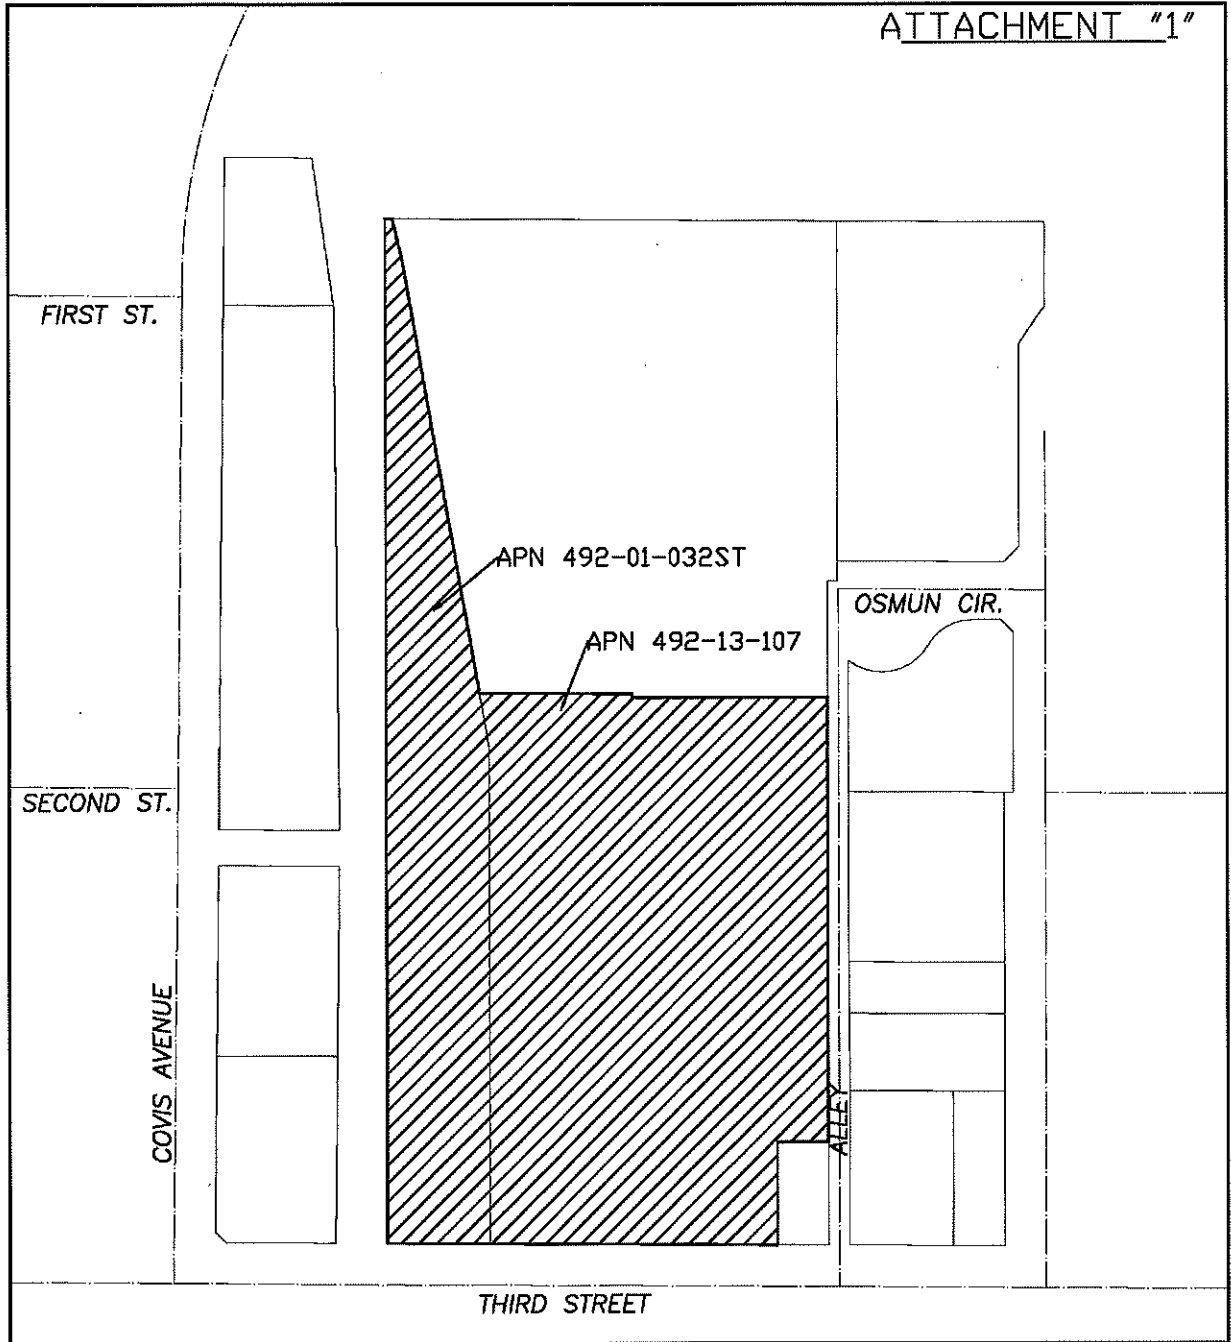 ATTACHMENT "1"
FIRST ST.
APN 492-01-032ST
OSMUN CIR.
APN 492-13-107
SECOND ST.
COVIS AVENUE
ALLEY
THIRD STREET